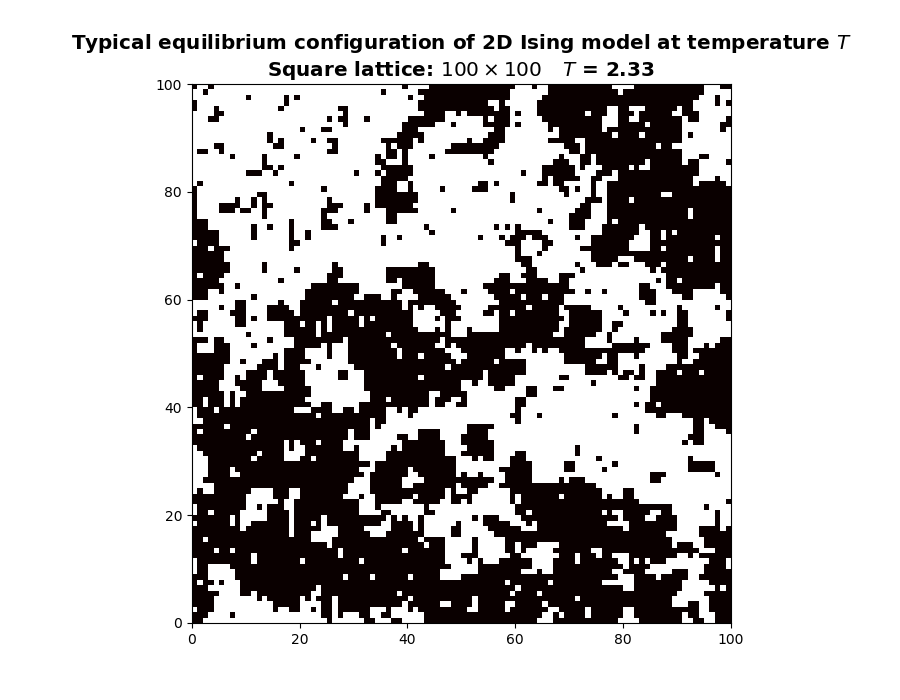 Typical equilibrium configuration of 2D Ising model at temperature T
Square lattice: 100 × 100 T = 2.33
100
80
60
40
20
0
0 20 40 60 80 100